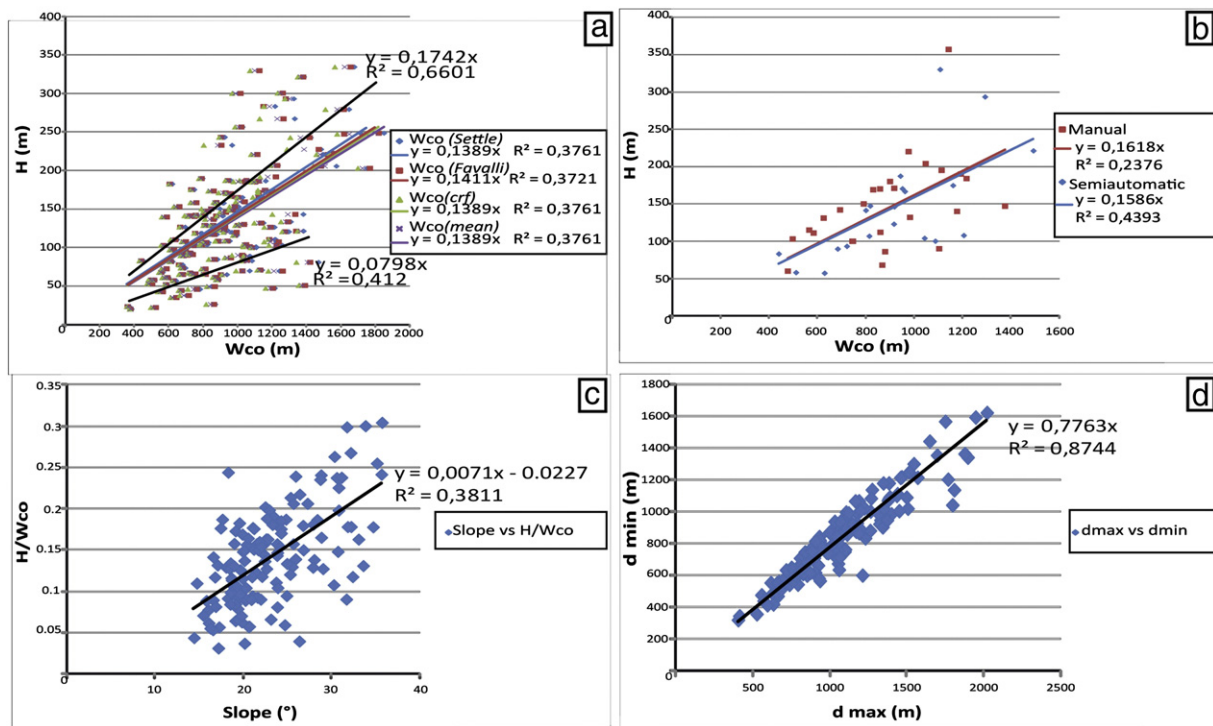 a
400
350
300
250
200
150
100
50
0
H (m)
y = 0,1742x
R² = 0,6601
Wco (Settle)
y = 0,1389x R² = 0,3761
Wco (Favalli)
y = 0,1411x R² = 0,3721
Wco(crf)
y = 0,1389x R² = 0,3761
Wco(mean)
y = 0,1389x R² = 0,3761
y = 0,0798x
R² = 0,412
0 200 400 600 800 1000 1200 1400 1600 1800 2000
Wco (m)
b
400
350
300
250
200
150
100
50
0
H (m)
Manual
y = 0,1618x
R² = 0,2376
Semiautomatic
y = 0,1586x
R² = 0,4393
0 200 400 600 800 1000 1200 1400 1600
Wco (m)
c
0.35
0.3
0.25
0.2
0.15
0.1
0.05
H/Wco
y = 0,0071x - 0.0227
R² = 0,3811
Slope vs H/Wco
0 10 20 30 40
Slope (°)
d
1800
1600
1400
1200
1000
800
600
400
200
0
d min (m)
y = 0,7763x
R² = 0,8744
dmax vs dmin
500 1000 1500 2000 2500
d max (m)